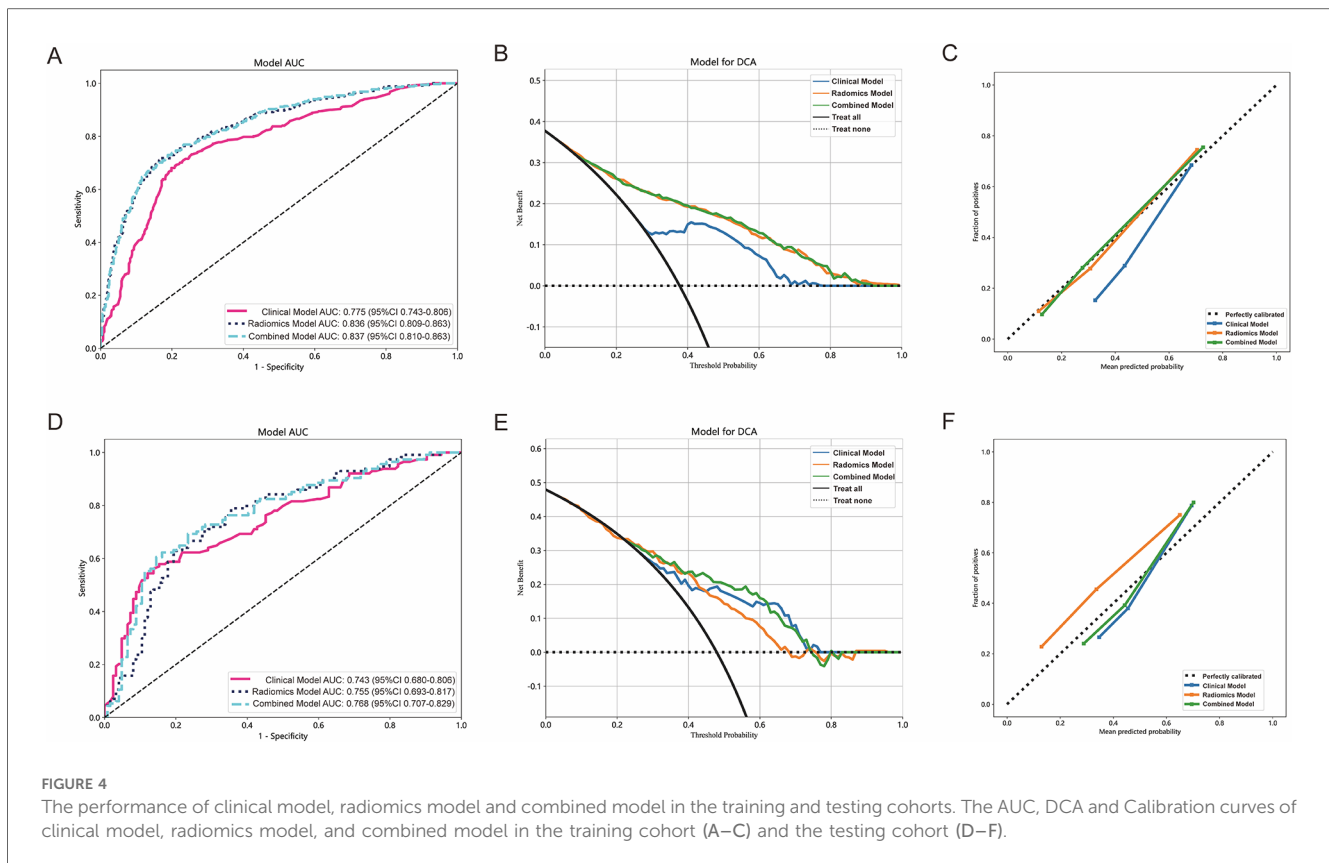 A
Model AUC
1.0
0.8
0.6
0.4
0.2
0.0
Sensitivity
0.0 0.2 0.4 0.6 0.8 1.0
1 - Specificity
Clinical Model AUC: 0.775 (95%CI 0.743-0.806)
Radiomics Model AUC: 0.836 (95%CI 0.809-0.863)
Combined Model AUC: 0.837 (95%CI 0.810-0.863)
B
Model for DCA
0.5
0.4
0.3
0.2
0.1
0.0
-0.1
Net Benefit
0.0 0.2 0.4 0.6 0.8 1.0
Threshold Probability
Clinical Model
Radomics Model
Combined Model
Treat all
Treat none
C
1.0
0.8
0.6
0.4
0.2
0.0
Fraction of positives
0.0 0.2 0.4 0.6 0.8 1.0
Mean predicted probability
Perfectly calibrated
Clinical Model
Radiomics Model
Combined Model
D
Model AUC
1.0
0.8
0.6
0.4
0.2
0.0
Sensitivity
0.0 0.2 0.4 0.6 0.8 1.0
1 - Specificity
Clinical Model AUC: 0.743 (95%CI 0.680-0.806)
Radiomics Model AUC: 0.755 (95%CI 0.693-0.817)
Combined Model AUC: 0.768 (95%CI 0.707-0.829)
E
Model for DCA
0.6
0.5
0.4
0.3
0.2
0.1
0.0
-0.1
Net Benefit
0.0 0.2 0.4 0.6 0.8 1.0
Threshold Probability
Clinical Model
Radomics Model
Combined Model
Treat all
Treat none
F
1.0
0.8
0.6
0.4
0.2
0.0
Fraction of positives
0.0 0.2 0.4 0.6 0.8 1.0
Mean predicted probability
Perfectly calibrated
Clinical Model
Radiomics Model
Combined Model
FIGURE 4
The performance of clinical model, radiomics model and combined model in the training and testing cohorts. The AUC, DCA and Calibration curves of
clinical model, radiomics model, and combined model in the training cohort (A–C) and the testing cohort (D–F).